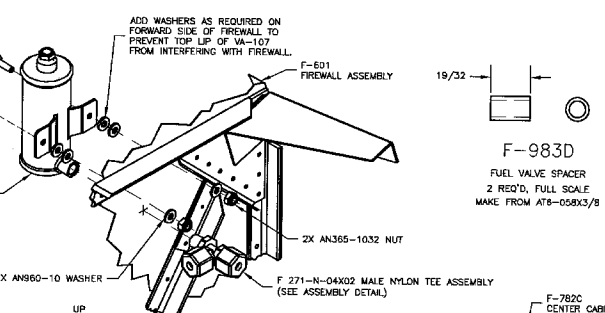 ADD WASHERS AS REQUIRED ON
FORWARD SIDE OF FIREWALL TO
PREVENT TOP LIP OF VA-107
FROM INTERFERING WITH FIREWALL.
F-601
FIREWALL ASSEMBLY
19/32
F-983D
FUEL VALVE SPACER
2 REQ'D, FULL SCALE
MAKE FROM AT6-058X3/8
2X AN365-1032 NUT
X AN960-10 WASHER
F 271-N-04X02 MALE NYLON TEE ASSEMBLY
(SEE ASSEMBLY DETAIL)
UP
F-782C
CENTER CAB